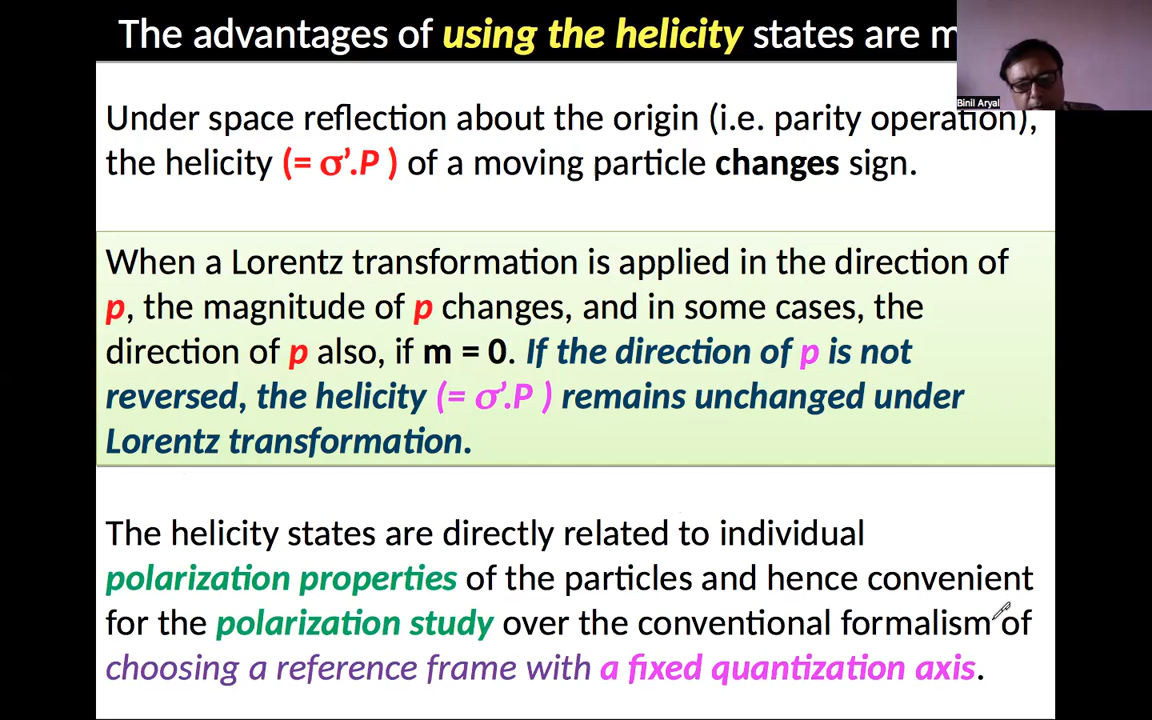 The advantages of using the helicity states are m
Binil Aryal
Under space reflection about the origin (i.e. parity operation),
the helicity (= σ’.P ) of a moving particle changes sign.
When a Lorentz transformation is applied in the direction of
p, the magnitude of p changes, and in some cases, the
direction of p also, if m = 0. If the direction of p is not
reversed, the helicity (= σ’.P ) remains unchanged under
Lorentz transformation.
The helicity states are directly related to individual
polarization properties of the particles and hence convenient
for the polarization study over the conventional formalism of
choosing a reference frame with a fixed quantization axis.